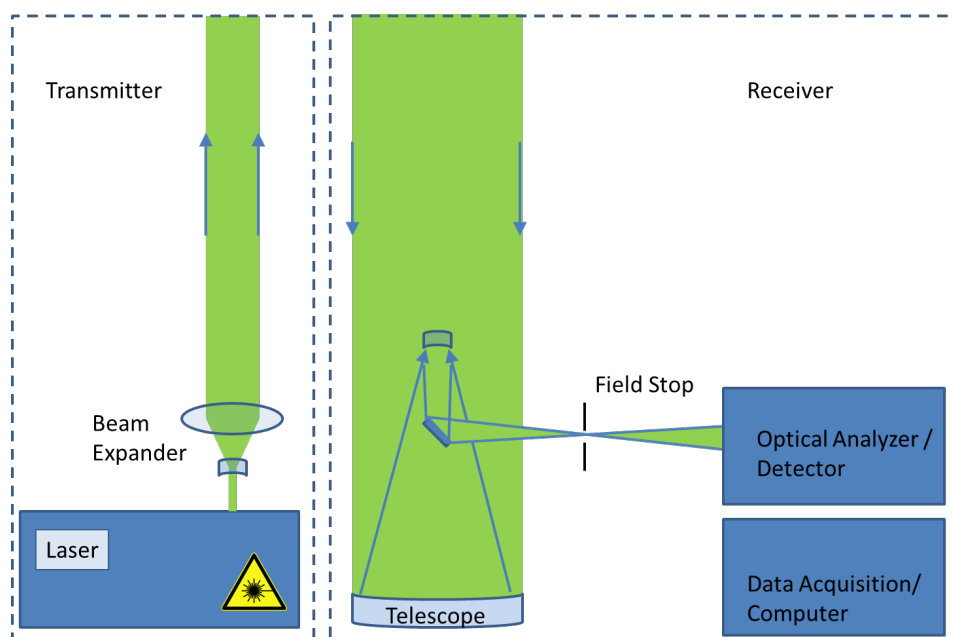 Transmitter
Receiver
Field Stop
Beam
Expander
Optical Analyzer /
Detector
Laser
Data Acquisition/
Computer
Telescope